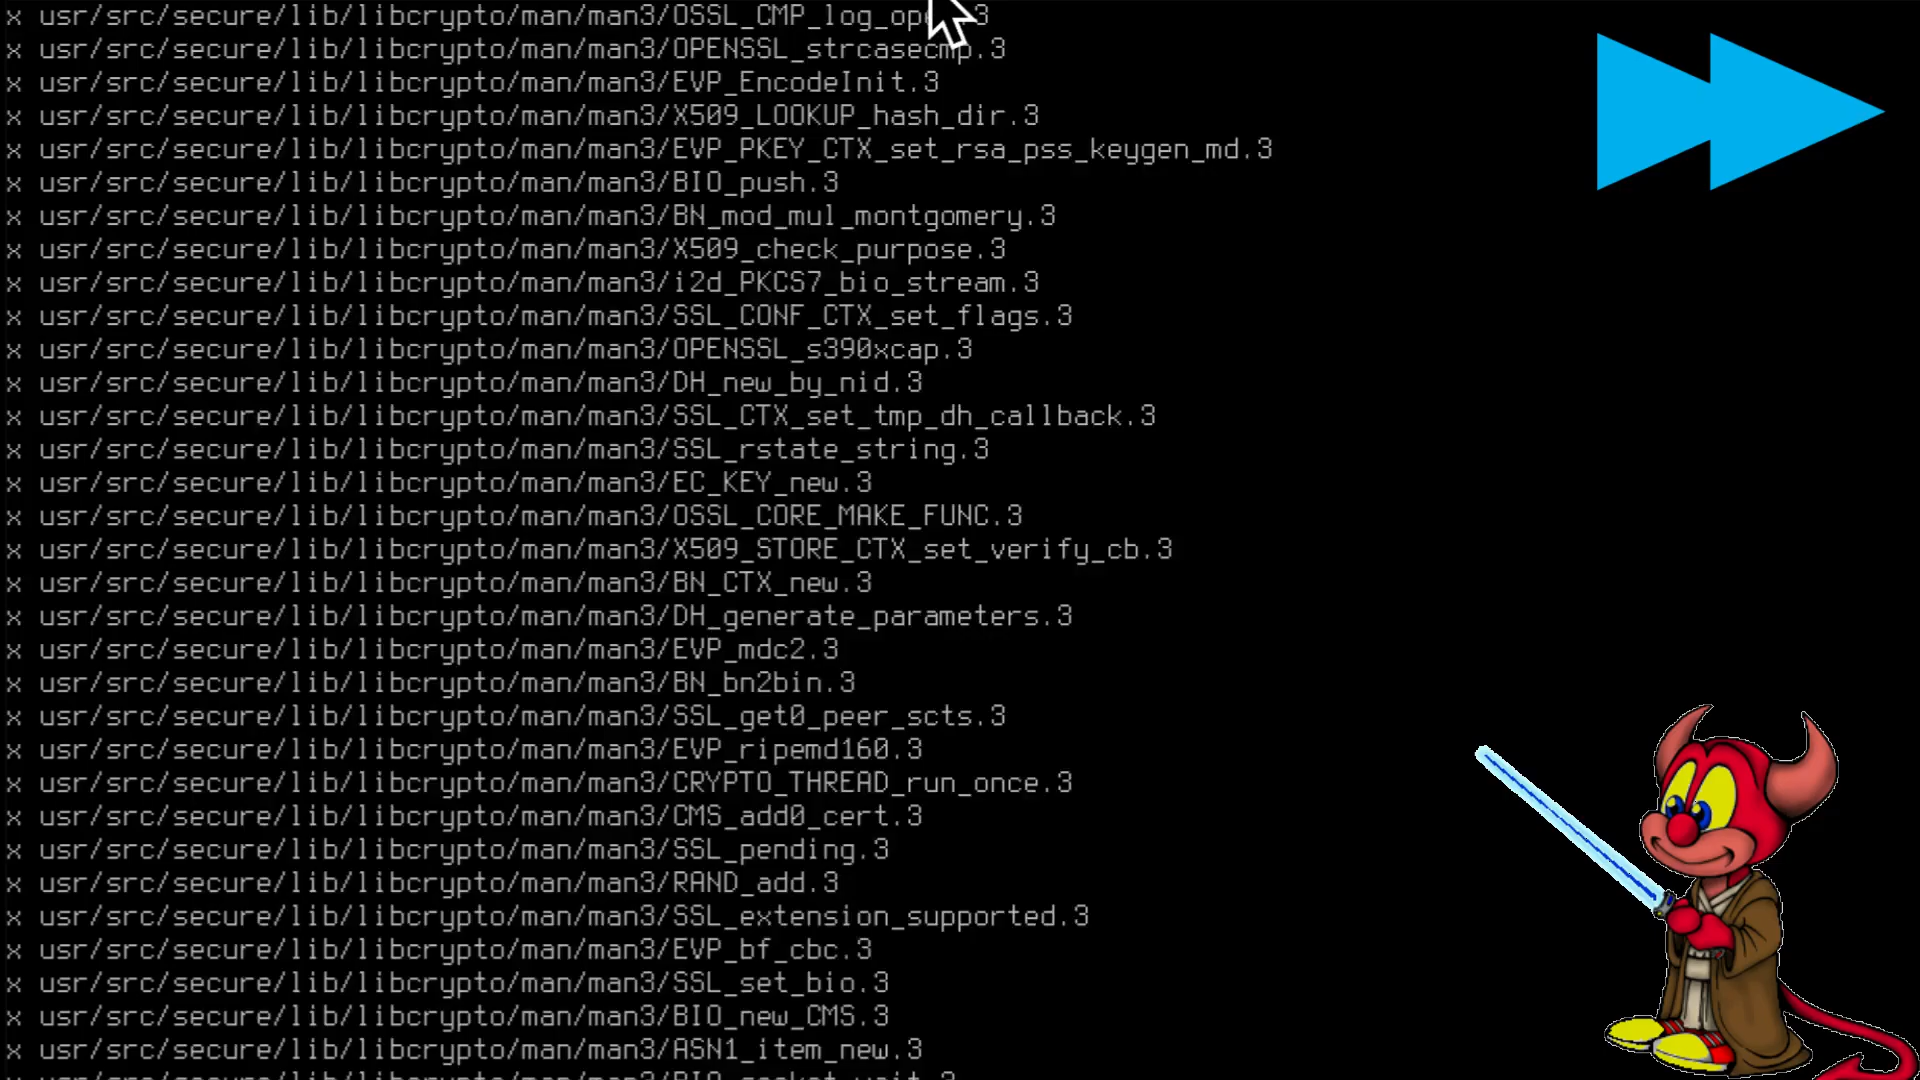 x usr/src/secure/lib/libcrypto/man/man3/OSSL_CMP_log_op
x usr/src/secure/lib/libcrypto/man/man3/OPENSSL_strcasecmp.3
x usr/src/secure/lib/libcrypto/man/man3/EVP_EncodeInit.3
x usr/src/secure/lib/libcrypto/man/man3/X509_LOOKUP_hash_dir.3
x usr/src/secure/lib/libcrypto/man/man3/EVP_PKEY_CTX_set_rsa_pss_keygen_md.3
x usr/src/secure/lib/libcrypto/man/man3/BIO_push.3
x usr/src/secure/lib/libcrypto/man/man3/BN_mod_mul_montgomery.3
x usr/src/secure/lib/libcrypto/man/man3/X509_check_purpose.3
x usr/src/secure/lib/libcrypto/man/man3/i2d_PKCS7_bio_stream.3
x usr/src/secure/lib/libcrypto/man/man3/SSL_CONF_CTX_set_flags.3
x usr/src/secure/lib/libcrypto/man/man3/OPENSSL_s390xcap.3
x usr/src/secure/lib/libcrypto/man/man3/DH_new_by_nid.3
x usr/src/secure/lib/libcrypto/man/man3/SSL_CTX_set_tmp_dh_callback.3
x usr/src/secure/lib/libcrypto/man/man3/SSL_rstate_string.3
x usr/src/secure/lib/libcrypto/man/man3/EC_KEY_new.3
x usr/src/secure/lib/libcrypto/man/man3/OSSL_CORE_MAKE_FUNC.3
x usr/src/secure/lib/libcrypto/man/man3/X509_STORE_CTX_set_verify_cb.3
x usr/src/secure/lib/libcrypto/man/man3/BN_CTX_new.3
x usr/src/secure/lib/libcrypto/man/man3/DH_generate_parameters.3
x usr/src/secure/lib/libcrypto/man/man3/EVP_mdc2.3
x usr/src/secure/lib/libcrypto/man/man3/BN_bn2bin.3
x usr/src/secure/lib/libcrypto/man/man3/SSL_get0_peer_scts.3
x usr/src/secure/lib/libcrypto/man/man3/EVP_ripemd160.3
x usr/src/secure/lib/libcrypto/man/man3/CRYPTO_THREAD_run_once.3
x usr/src/secure/lib/libcrypto/man/man3/CMS_add0_cert.3
x usr/src/secure/lib/libcrypto/man/man3/SSL_pending.3
x usr/src/secure/lib/libcrypto/man/man3/RAND_add.3
x usr/src/secure/lib/libcrypto/man/man3/SSL_extension_supported.3
x usr/src/secure/lib/libcrypto/man/man3/EVP_bf_cbc.3
x usr/src/secure/lib/libcrypto/man/man3/SSL_set_bio.3
x usr/src/secure/lib/libcrypto/man/man3/BIO_new_CMS.3
x usr/src/secure/lib/libcrypto/man/man3/ASN1_item_new.3